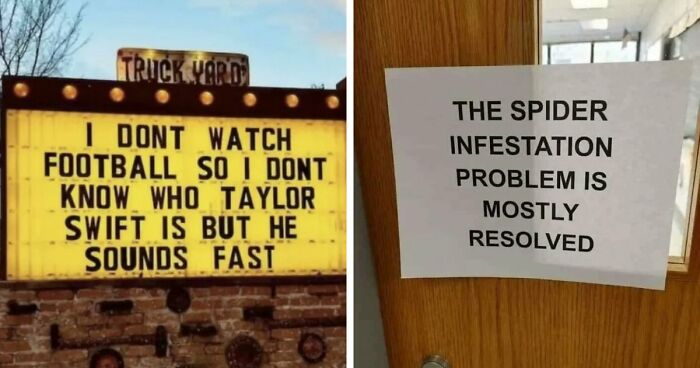 TRUCK YARD
I DONT WATCH
FOOTBALL SO I DONT
KNOW WHO TAYLOR
SWIFT IS BUT HE
SOUNDS FAST
THE SPIDER
INFESTATION
PROBLEM IS
MOSTLY
RESOLVED